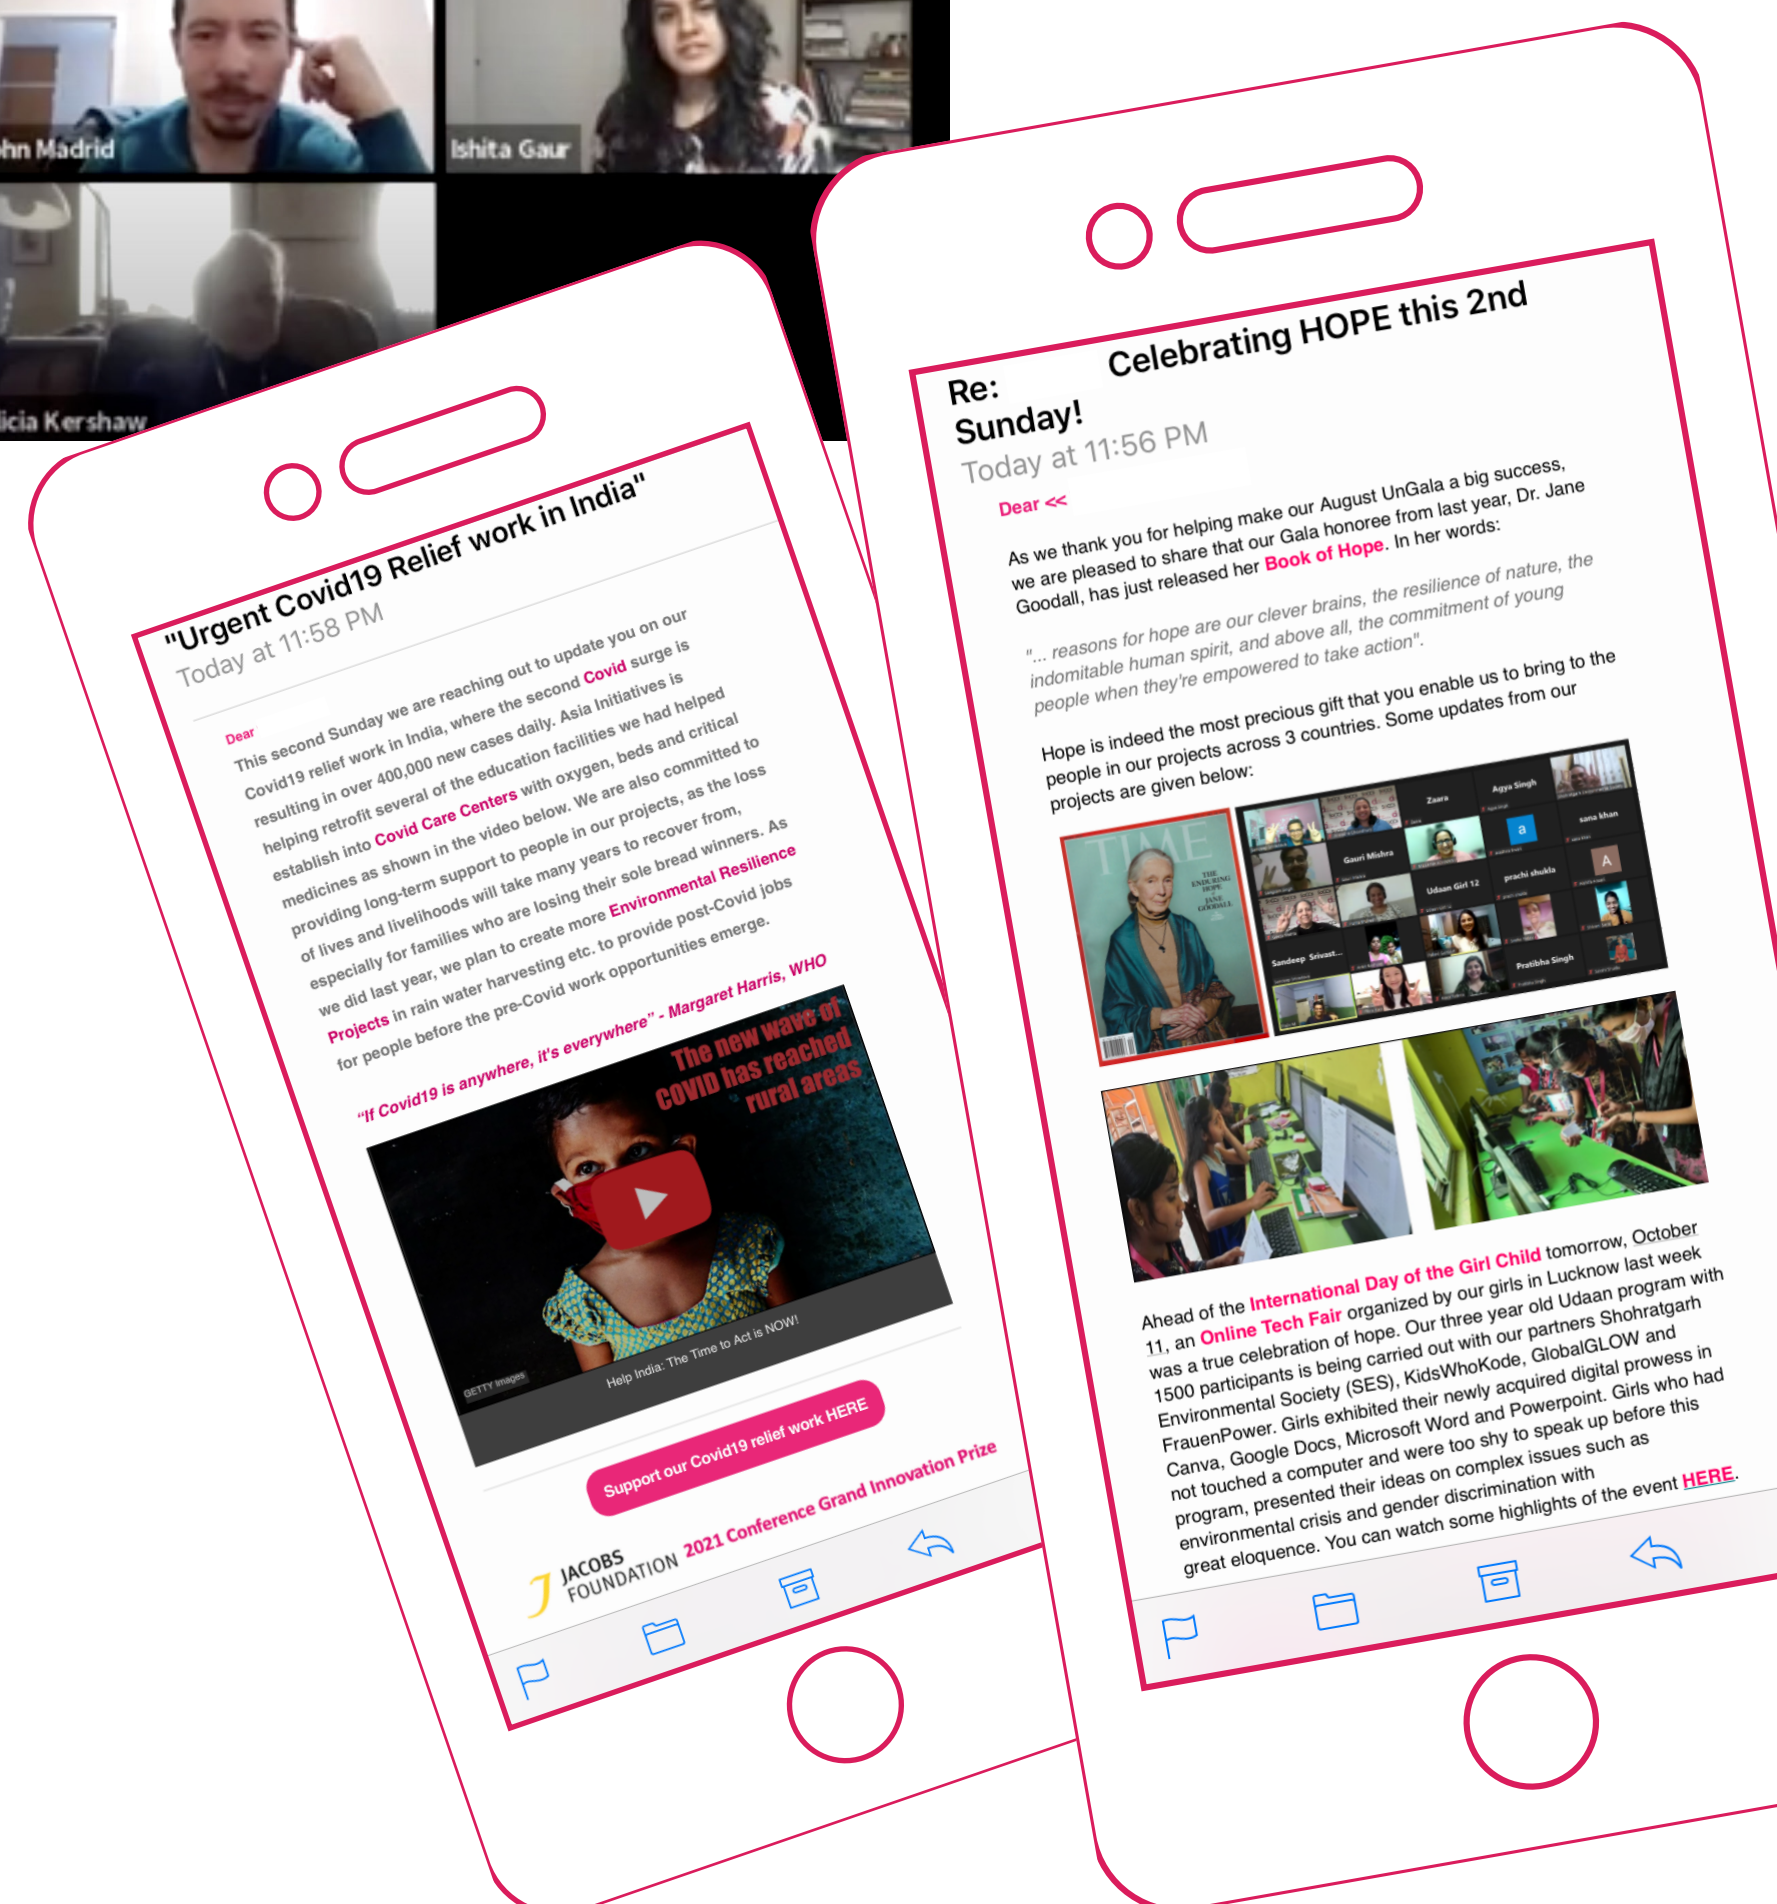 hn Madrid
Ishita Gaur
icia Kershaw
"Urgent Covid19 Relief work in India"
Today at 11:58 PM
Dear
This second Sunday we are reaching out to update you on our
Covid19 relief work in India, where the second Covid surge is
resulting in over 400,000 new cases daily. Asia Initiatives is
helping retrofit several of the education facilities we had helped
establish into Covid Care Centers with oxygen, beds and critical
medicines as shown in the video below. We are also committed to
providing long-term support to people in our projects, as the loss
of lives and livelihoods will take many years to recover from,
especially for families who are losing their sole bread winners. As
we did last year, we plan to create more Environmental Resilience
Projects in rain water harvesting etc. to provide post-Covid jobs
for people before the pre-Covid work opportunities emerge.
“If Covid19 is anywhere, it's everywhere” - Margaret Harris, WHO
The new wave of
COVID has reached
rural areas
GETTY Images
Help India: The Time to Act is NOW!
Support our Covid19 relief work HERE
JACOBS
FOUNDATION 2021 Conference Grand Innovation Prize
Re: Celebrating HOPE this 2nd
Sunday!
Today at 11:56 PM
Dear <<
As we thank you for helping make our August UnGala a big success,
we are pleased to share that our Gala honoree from last year, Dr. Jane
Goodall, has just released her Book of Hope. In her words:
"... reasons for hope are our clever brains, the resilience of nature, the
indomitable human spirit, and above all, the commitment of young
people when they're empowered to take action".
Hope is indeed the most precious gift that you enable us to bring to the
people in our projects across 3 countries. Some updates from our
projects are given below:
TIME
THE
ENDURING
HOPE
of
JANE
GOODALL
Zaara
Agya Singh
Gauri Mishra
a
sana khan
Udaan Girl 12
prachi shukla
A
Sandeep Srivast...
Pratibha Singh
Ahead of the International Day of the Girl Child tomorrow, October
11, an Online Tech Fair organized by our girls in Lucknow last week
was a true celebration of hope. Our three year old Udaan program with
1500 participants is being carried out with our partners Shohratgarh
Environmental Society (SES), KidsWhoKode, GlobalGLOW and
FrauenPower. Girls exhibited their newly acquired digital prowess in
Canva, Google Docs, Microsoft Word and Powerpoint. Girls who had
not touched a computer and were too shy to speak up before this
program, presented their ideas on complex issues such as
environmental crisis and gender discrimination with
great eloquence. You can watch some highlights of the event HERE.